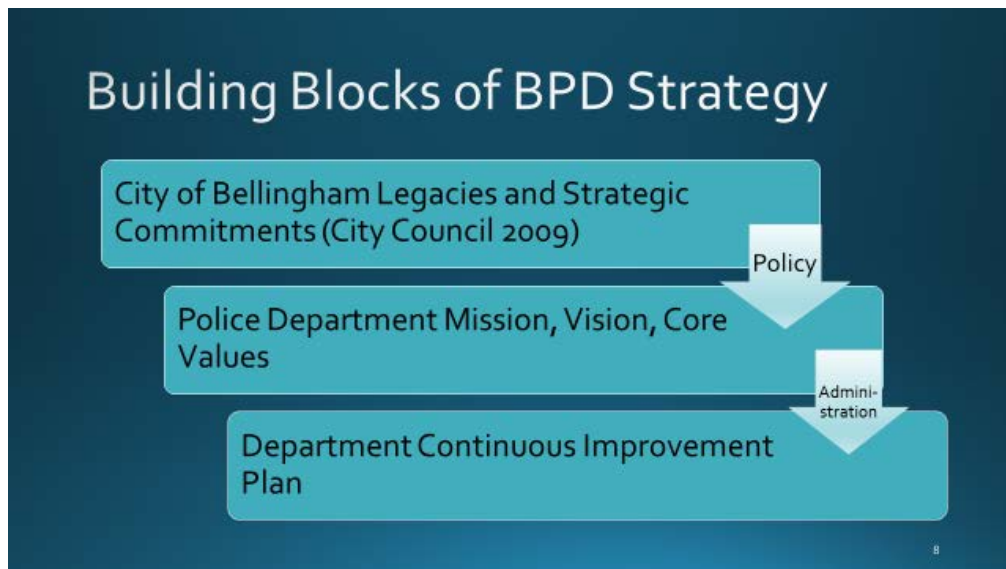 Building Blocks of BPD Strategy
City of Bellingham Legacies and Strategic
Commitments (City Council 2009)
Policy
Police Department Mission, Vision, Core
Values
Admini-
stration
Department Continuous Improvement
Plan
8